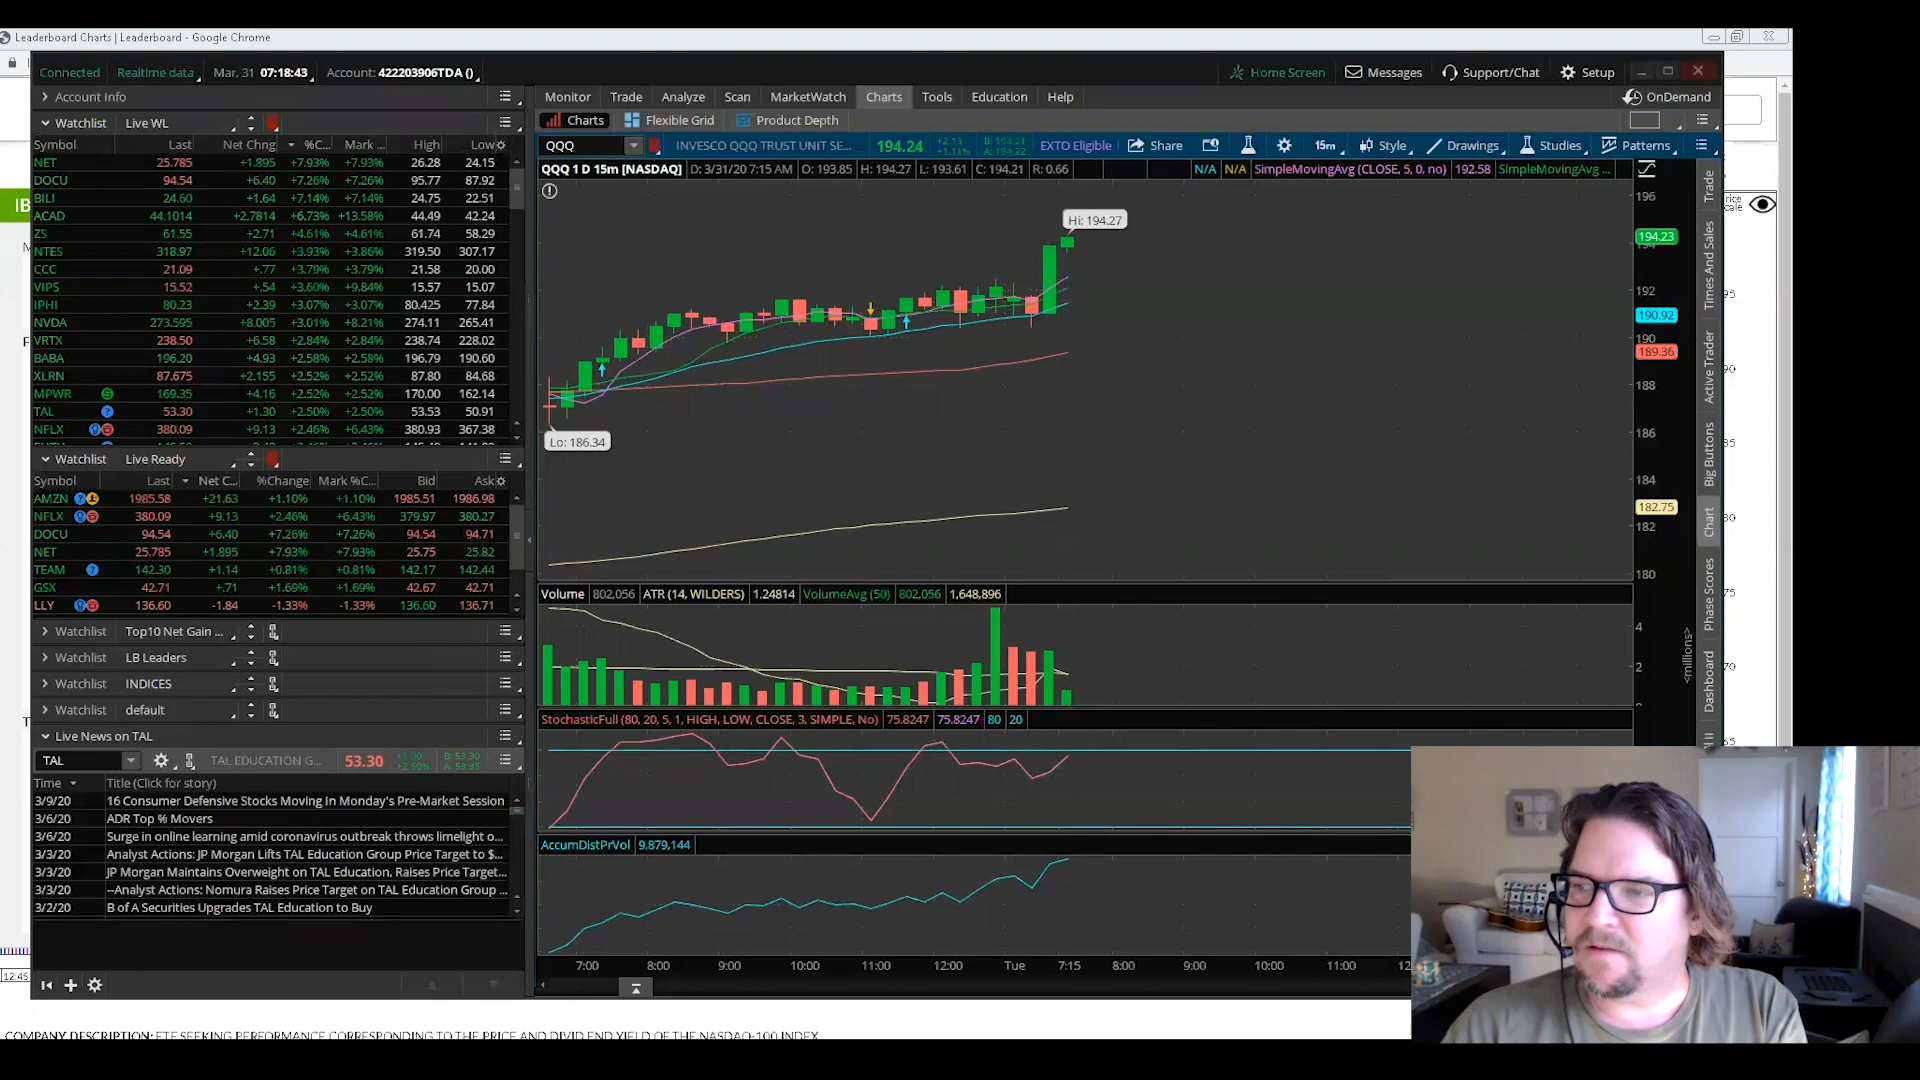 Leaderboard Charts | Leaderboard - Google Chrome
Connected Realtime data Mar, 31 07:18:43 Account: 422203906TDA () Home Screen Messages Support/Chat Setup
Account Info
Monitor Trade Analyze Scan MarketWatch Charts Tools Education Help OnDemand
Watchlist Live WL
Charts Flexible Grid Product Depth
QQQ INVESCO QQQ TRUST UNIT SE... 194.24 EXTO Eligible Share 15m Style Drawings Studies Patterns
QQQ 1 D 15m [NASDAQ] D: 3/31/20 7:15 AM O: 193.85 H: 194.27 L: 193.61 C: 194.21 R: 0.66 N/A N/A SimpleMovingAvg (CLOSE, 5, 0, no) 192.58 SimpleMovingAvg ...
Symbol Last Net Chng %C... Mark ... High Low
NET 25.785 +1.895 +7.93% +7.93% 26.28 24.15
DOCU 94.54 +6.40 +7.26% +7.26% 95.77 87.92
BILI 24.60 +1.64 +7.14% +7.14% 24.75 22.51
ACAD 44.1014 +2.7814 +6.73% +13.58% 44.49 42.24
ZS 61.55 +2.71 +4.61% +4.61% 61.74 58.29
NTES 318.97 +12.06 +3.93% +3.86% 319.50 307.17
CCC 21.09 +.77 +3.79% +3.79% 21.58 20.00
VIPS 15.52 +.54 +3.60% +9.84% 15.57 15.07
IPHI 80.23 +2.39 +3.07% +3.07% 80.425 77.84
NVDA 273.595 +8.005 +3.01% +8.21% 274.11 265.41
VRTX 238.50 +6.58 +2.84% +2.84% 238.74 228.02
BABA 196.20 +4.93 +2.58% +2.58% 196.79 190.60
XLRN 87.675 +2.155 +2.52% +2.52% 87.80 84.68
MPWR 169.35 +4.16 +2.52% +2.52% 170.00 162.14
TAL 53.30 +1.30 +2.50% +2.50% 53.53 50.91
NFLX 380.09 +9.13 +2.46% +6.43% 380.93 367.38
Watchlist Live Ready
Symbol Last Net C... %Change Mark %C... Bid Ask
AMZN 1985.58 +21.63 +1.10% +1.10% 1985.51 1986.98
NFLX 380.09 +9.13 +2.46% +6.43% 379.97 380.27
DOCU 94.54 +6.40 +7.26% +7.26% 94.54 94.71
NET 25.785 +1.895 +7.93% +7.93% 25.75 25.82
TEAM 142.30 +1.14 +0.81% +0.81% 142.17 142.44
GSX 42.71 +.71 +1.69% +1.69% 42.67 42.71
LLY 136.60 -1.84 -1.33% -1.33% 136.60 136.71
Watchlist Top10 Net Gain ...
Watchlist LB Leaders
Watchlist INDICES
Watchlist default
Live News on TAL
TAL TAL EDUCATION G... 53.30
Time Title (Click for story)
3/9/20 16 Consumer Defensive Stocks Moving In Monday's Pre-Market Session
3/6/20 ADR Top % Movers
3/6/20 Surge in online learning amid coronavirus outbreak throws limelight o...
3/3/20 Analyst Actions: JP Morgan Lifts TAL Education Group Price Target to $...
3/3/20 JP Morgan Maintains Overweight on TAL Education, Raises Price Target...
3/3/20 --Analyst Actions: Nomura Raises Price Target on TAL Education Group ...
3/2/20 B of A Securities Upgrades TAL Education to Buy
Hi: 194.27
Lo: 186.34
196
194.23
192
190.92
190
189.36
188
186
184
182.75
182
180
Volume 802,056 ATR (14, WILDERS) 1.24814 VolumeAvg (50) 802,056 1,648,896
4
2
<millions>
StochasticFull (80, 20, 5, 1, HIGH, LOW, CLOSE, 3, SIMPLE, No) 75.8247 75.8247 80 20
AccumDistPrVol 9,879,144
7:00 8:00 9:00 10:00 11:00 12:00 Tue 7:15 8:00 9:00 10:00 11:00
Trade
Times And Sales
Active Trader
Big Buttons
Chart
Phase Scores
Dashboard
IB
12:45
COMPANY DESCRIPTION: ETF SEEKING PERFORMANCE CORRESPONDING TO THE PRICE AND DIVID END YIELD OF THE NASDAQ-100 INDEX